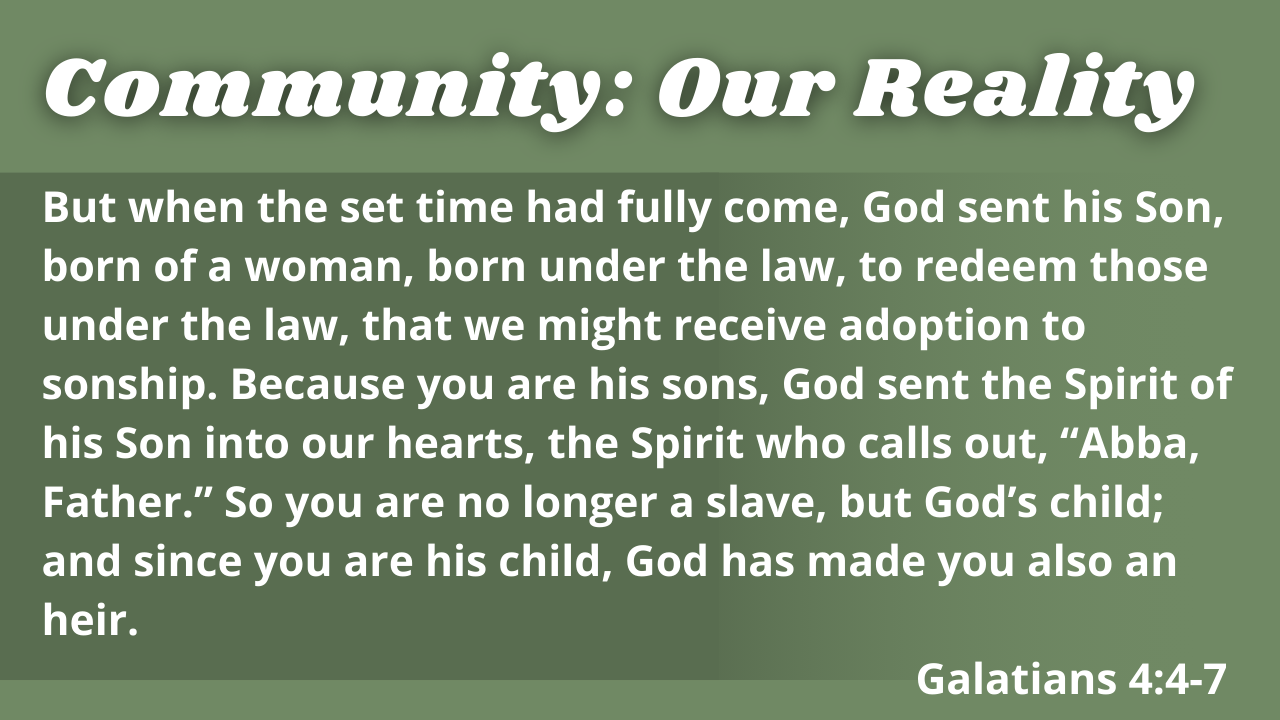 Community: Our Reality
But when the set time had fully come, God sent his Son,
born of a woman, born under the law, to redeem those
under the law, that we might receive adoption to
sonship. Because you are his sons, God sent the Spirit of
his Son into our hearts, the Spirit who calls out, “Abba,
Father.” So you are no longer a slave, but God’s child;
and since you are his child, God has made you also an
heir.
Galatians 4:4-7